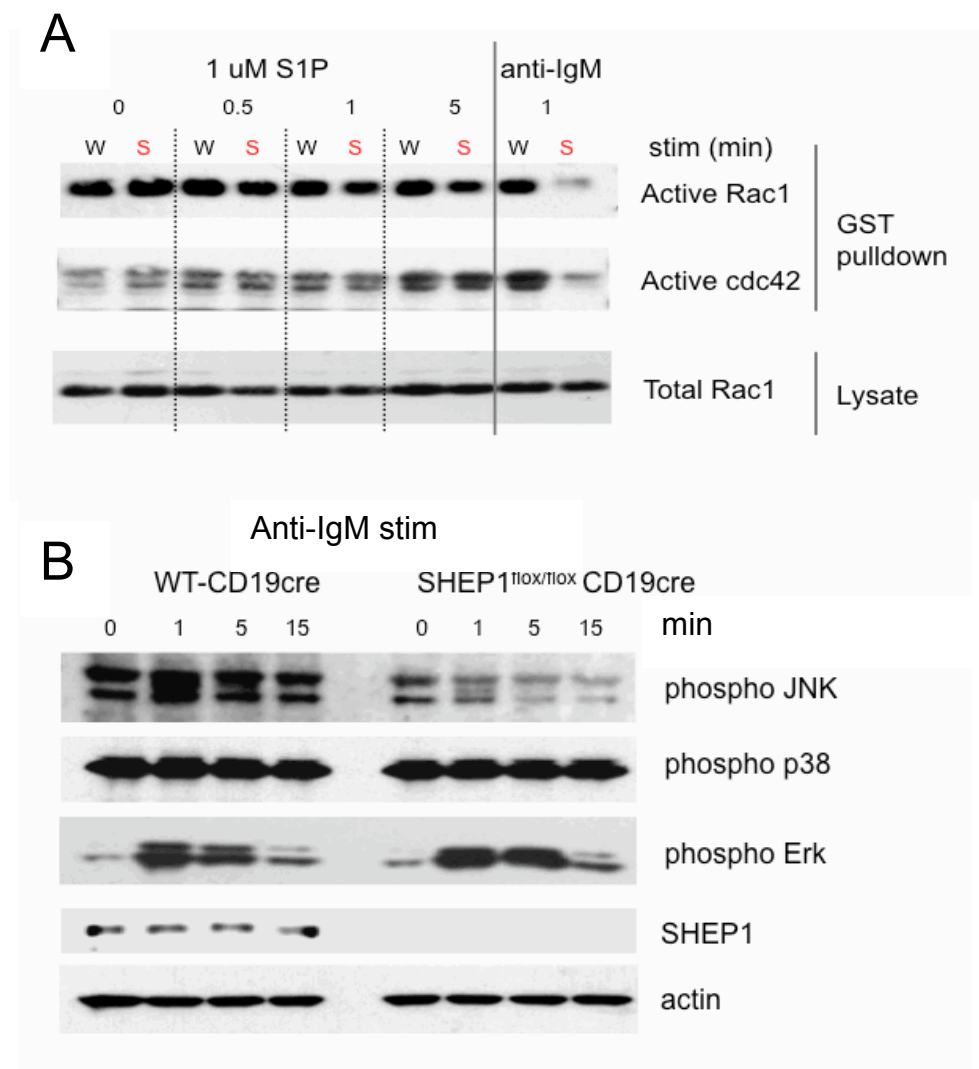 A
1 uM S1P anti-IgM
0 0.5 1 5 1
W S W S W S W S W S stim (min)
Active Rac1
GST
pulldown
Active cdc42
Total Rac1
Lysate
Anti-IgM stim
B
WT-CD19cre SHEP1flox/flox CD19cre
0 1 5 15 0 1 5 15 min
phospho JNK
phospho p38
phospho Erk
SHEP1
actin